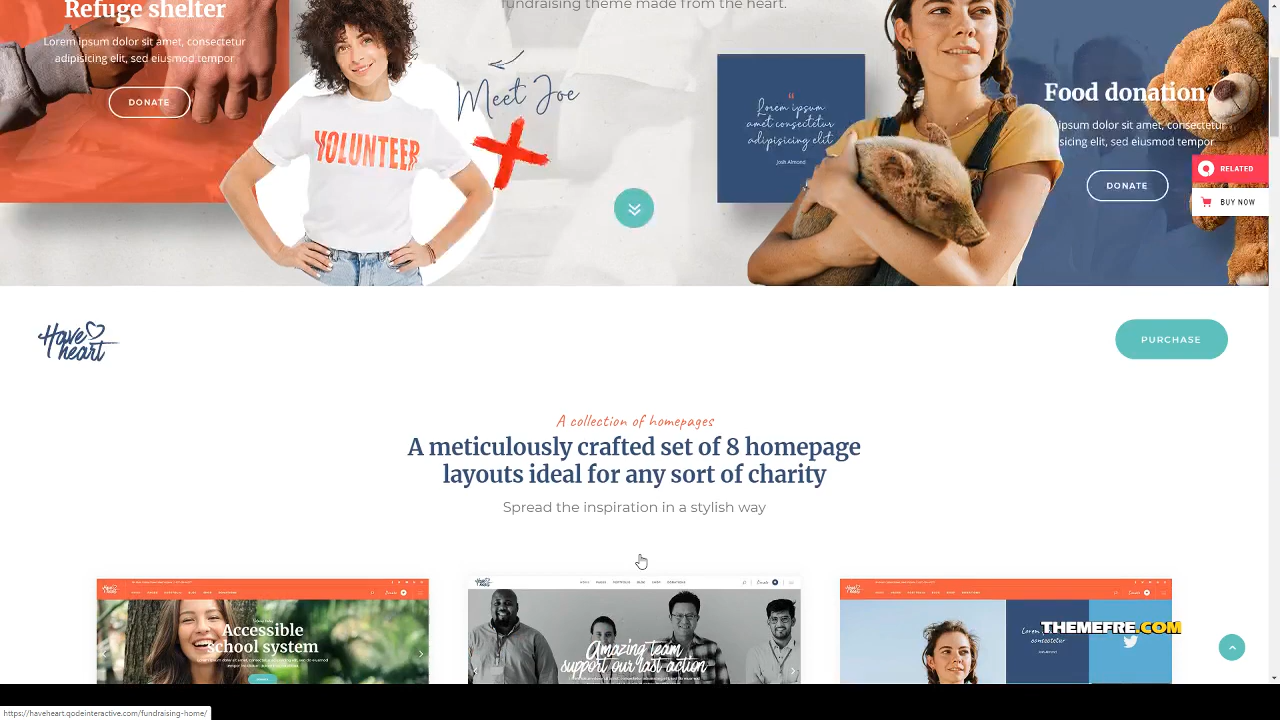 fundraising theme made from the heart.
Refuge shelter
Lorem ipsum dolor sit amet, consectetur
adipisicing elit, sed eiusmod tempor
DONATE
VOLUNTEER
Meet Joe
Lorem ipsum
amet consectetur
adipisicing elit
Josh Almond
Food donation
ipsum dolor sit amet, consectetur
sicing elit, sed eiusmod tempor
DONATE
RELATED
BUY NOW
Have
heart
PURCHASE
A collection of homepages
A meticulously crafted set of 8 homepage
layouts ideal for any sort of charity
Spread the inspiration in a stylish way
Accessible
school system
Amazing team
support our last action
THEMEFRE.COM
https://haveheart.qodeinteractive.com/fundraising-home/